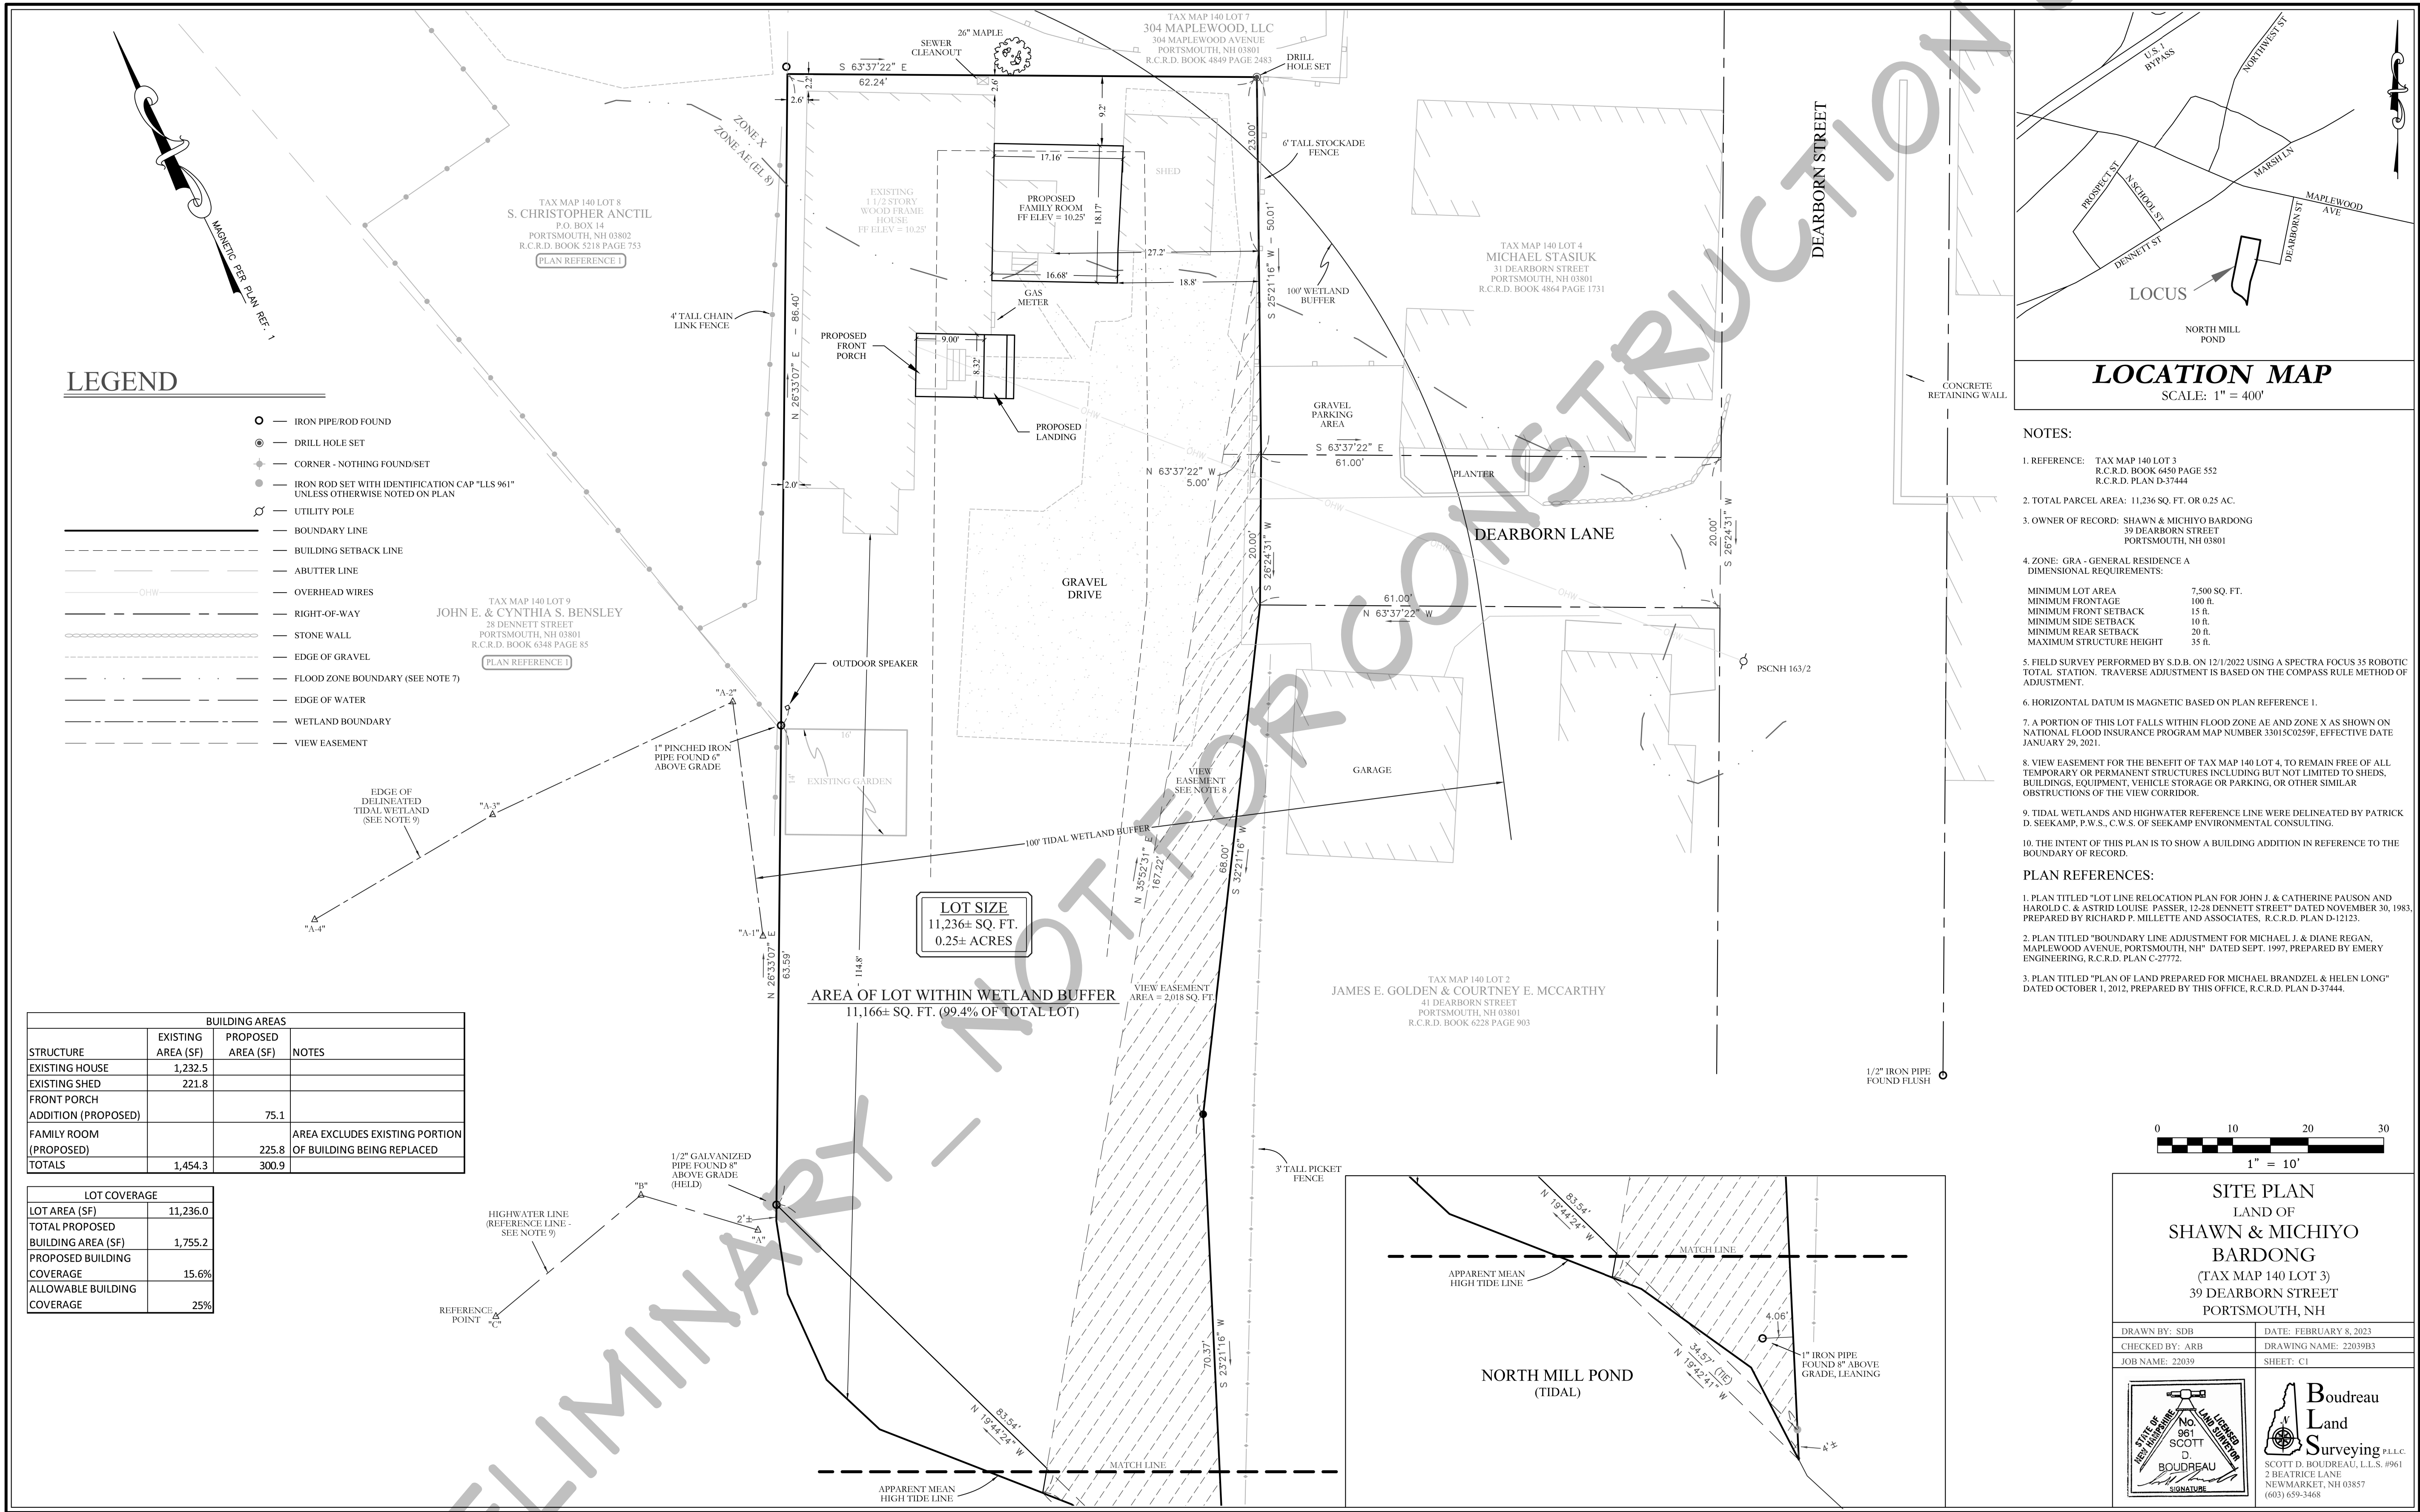 MAGNETIC PER PLAN REF. 1
LEGEND
IRON PIPE/ROD FOUND
DRILL HOLE SET
CORNER - NOTHING FOUND/SET
IRON ROD SET WITH IDENTIFICATION CAP "LLS 961"
UNLESS OTHERWISE NOTED ON PLAN
UTILITY POLE
BOUNDARY LINE
BUILDING SETBACK LINE
ABUTTER LINE
OHW
OVERHEAD WIRES
RIGHT-OF-WAY
STONE WALL
EDGE OF GRAVEL
FLOOD ZONE BOUNDARY (SEE NOTE 7)
EDGE OF WATER
WETLAND BOUNDARY
VIEW EASEMENT
TAX MAP 140 LOT 8
S. CHRISTOPHER ANCTIL
P.O. BOX 14
PORTSMOUTH, NH 03802
R.C.R.D. BOOK 5218 PAGE 753
PLAN REFERENCE 1
TAX MAP 140 LOT 9
JOHN E. & CYNTHIA S. BENSLEY
28 DENNETT STREET
PORTSMOUTH, NH 03801
R.C.R.D. BOOK 6348 PAGE 85
PLAN REFERENCE 1
ZONE X
ZONE AE (EL 8)
4' TALL CHAIN
LINK FENCE
TAX MAP 140 LOT 7
304 MAPLEWOOD, LLC
304 MAPLEWOOD AVENUE
PORTSMOUTH, NH 03801
R.C.R.D. BOOK 4849 PAGE 2483
26" MAPLE
SEWER
CLEANOUT
DRILL
HOLE SET
S 63°37'22" E
62.24'
2.2'
2.6'
2.6'
9.2'
23.00'
6' TALL STOCKADE
FENCE
EXISTING
1 1/2 STORY
WOOD FRAME
HOUSE
FF ELEV = 10.25'
17.16'
PROPOSED
FAMILY ROOM
FF ELEV = 10.25'
18.17'
SHED
27.2'
16.68'
18.8'
GAS
METER
S 25°21'16" W - 50.01'
100' WETLAND
BUFFER
N 26°33'07" E - 86.40'
PROPOSED
FRONT
PORCH
9.00'
8.32'
PROPOSED
LANDING
OHW
OHW
OHW
OHW
OHW
OHW
2.0'
TAX MAP 140 LOT 4
MICHAEL STASIUK
31 DEARBORN STREET
PORTSMOUTH, NH 03801
R.C.R.D. BOOK 4864 PAGE 1731
GRAVEL
PARKING
AREA
S 63°37'22" E
61.00'
N 63°37'22" W
5.00'
PLANTER
DEARBORN LANE
DEARBORN STREET
20.00'
S 26°24'31" W
20.00'
S 26°24'31" W
61.00'
N 63°37'22" W
CONCRETE
RETAINING WALL
PSCNH 163/2
GRAVEL
DRIVE
OUTDOOR SPEAKER
1" PINCHED IRON
PIPE FOUND 6"
ABOVE GRADE
16'
14'
EXISTING GARDEN
"A-2"
"A-3"
"A-4"
"A-1"
EDGE OF
DELINEATED
TIDAL WETLAND
(SEE NOTE 9)
VIEW
EASEMENT
SEE NOTE 8
GARAGE
100' TIDAL WETLAND BUFFER
N 35°52'31" E
167.22'
68.00'
S 32°21'16" W
LOT SIZE
11,236± SQ. FT.
0.25± ACRES
N 26°33'07" E
63.59'
114.8'
AREA OF LOT WITHIN WETLAND BUFFER
11,166± SQ. FT. (99.4% OF TOTAL LOT)
VIEW EASEMENT
AREA = 2,018 SQ. FT.
TAX MAP 140 LOT 2
JAMES E. GOLDEN & COURTNEY E. MCCARTHY
41 DEARBORN STREET
PORTSMOUTH, NH 03801
R.C.R.D. BOOK 6228 PAGE 903
1/2" IRON PIPE
FOUND FLUSH
BUILDING AREAS
STRUCTURE EXISTING AREA (SF) PROPOSED AREA (SF) NOTES
EXISTING HOUSE 1,232.5
EXISTING SHED 221.8
FRONT PORCH
ADDITION (PROPOSED) 75.1
FAMILY ROOM AREA EXCLUDES EXISTING PORTION
(PROPOSED) 225.8 OF BUILDING BEING REPLACED
TOTALS 1,454.3 300.9
LOT COVERAGE
LOT AREA (SF) 11,236.0
TOTAL PROPOSED
BUILDING AREA (SF) 1,755.2
PROPOSED BUILDING
COVERAGE 15.6%
ALLOWABLE BUILDING
COVERAGE 25%
1/2" GALVANIZED
PIPE FOUND 8"
ABOVE GRADE
(HELD)
"B"
2'±
"A"
HIGHWATER LINE
(REFERENCE LINE -
SEE NOTE 9)
REFERENCE
POINT
"C"
3' TALL PICKET
FENCE
83.54'
N 19°44'24" W
70.37'
S 23°21'16" W
MATCH LINE
APPARENT MEAN
HIGH TIDE LINE
83.54'
N 19°44'24" W
MATCH LINE
APPARENT MEAN
HIGH TIDE LINE
NORTH MILL POND
(TIDAL)
4.06'
34.57' (TIE)
N 19°42'41" W
1" IRON PIPE
FOUND 8" ABOVE
GRADE, LEANING
4'±
PRELIMINARY _ NOT FOR CONSTRUCTION
U.S. 1
BYPASS
NORTHWEST ST
PROSPECT ST
N SCHOOL ST
MARSH LN
MAPLEWOOD
AVE
DENNETT ST
DEARBORN ST
LOCUS
NORTH MILL
POND
LOCATION MAP
SCALE: 1" = 400'
NOTES:
1. REFERENCE: TAX MAP 140 LOT 3
R.C.R.D. BOOK 6450 PAGE 552
R.C.R.D. PLAN D-37444
2. TOTAL PARCEL AREA: 11,236 SQ. FT. OR 0.25 AC.
3. OWNER OF RECORD: SHAWN & MICHIYO BARDONG
39 DEARBORN STREET
PORTSMOUTH, NH 03801
4. ZONE: GRA - GENERAL RESIDENCE A
DIMENSIONAL REQUIREMENTS:
MINIMUM LOT AREA 7,500 SQ. FT.
MINIMUM FRONTAGE 100 ft.
MINIMUM FRONT SETBACK 15 ft.
MINIMUM SIDE SETBACK 10 ft.
MINIMUM REAR SETBACK 20 ft.
MAXIMUM STRUCTURE HEIGHT 35 ft.
5. FIELD SURVEY PERFORMED BY S.D.B. ON 12/1/2022 USING A SPECTRA FOCUS 35 ROBOTIC
TOTAL STATION. TRAVERSE ADJUSTMENT IS BASED ON THE COMPASS RULE METHOD OF
ADJUSTMENT.
6. HORIZONTAL DATUM IS MAGNETIC BASED ON PLAN REFERENCE 1.
7. A PORTION OF THIS LOT FALLS WITHIN FLOOD ZONE AE AND ZONE X AS SHOWN ON
NATIONAL FLOOD INSURANCE PROGRAM MAP NUMBER 33015C0259F, EFFECTIVE DATE
JANUARY 29, 2021.
8. VIEW EASEMENT FOR THE BENEFIT OF TAX MAP 140 LOT 4, TO REMAIN FREE OF ALL
TEMPORARY OR PERMANENT STRUCTURES INCLUDING BUT NOT LIMITED TO SHEDS,
BUILDINGS, EQUIPMENT, VEHICLE STORAGE OR PARKING, OR OTHER SIMILAR
OBSTRUCTIONS OF THE VIEW CORRIDOR.
9. TIDAL WETLANDS AND HIGHWATER REFERENCE LINE WERE DELINEATED BY PATRICK
D. SEEKAMP, P.W.S., C.W.S. OF SEEKAMP ENVIRONMENTAL CONSULTING.
10. THE INTENT OF THIS PLAN IS TO SHOW A BUILDING ADDITION IN REFERENCE TO THE
BOUNDARY OF RECORD.
PLAN REFERENCES:
1. PLAN TITLED "LOT LINE RELOCATION PLAN FOR JOHN J. & CATHERINE PAUSON AND
HAROLD C. & ASTRID LOUISE PASSER, 12-28 DENNETT STREET" DATED NOVEMBER 30, 1983,
PREPARED BY RICHARD P. MILLETTE AND ASSOCIATES, R.C.R.D. PLAN D-12123.
2. PLAN TITLED "BOUNDARY LINE ADJUSTMENT FOR MICHAEL J. & DIANE REGAN,
MAPLEWOOD AVENUE, PORTSMOUTH, NH" DATED SEPT. 1997, PREPARED BY EMERY
ENGINEERING, R.C.R.D. PLAN C-27772.
3. PLAN TITLED "PLAN OF LAND PREPARED FOR MICHAEL BRANDZEL & HELEN LONG"
DATED OCTOBER 1, 2012, PREPARED BY THIS OFFICE, R.C.R.D. PLAN D-37444.
0 10 20 30
1" = 10'
SITE PLAN
LAND OF
SHAWN & MICHIYO
BARDONG
(TAX MAP 140 LOT 3)
39 DEARBORN STREET
PORTSMOUTH, NH
DRAWN BY: SDB DATE: FEBRUARY 8, 2023
CHECKED BY: ARB DRAWING NAME: 22039B3
JOB NAME: 22039 SHEET: C1
STATE OF NEW HAMPSHIRE
LICENSED LAND SURVEYOR
No.
961
SCOTT
D.
BOUDREAU
SIGNATURE
N
Boudreau
Land
Surveying P.L.L.C.
SCOTT D. BOUDREAU, L.L.S. #961
2 BEATRICE LANE
NEWMARKET, NH 03857
(603) 659-3468